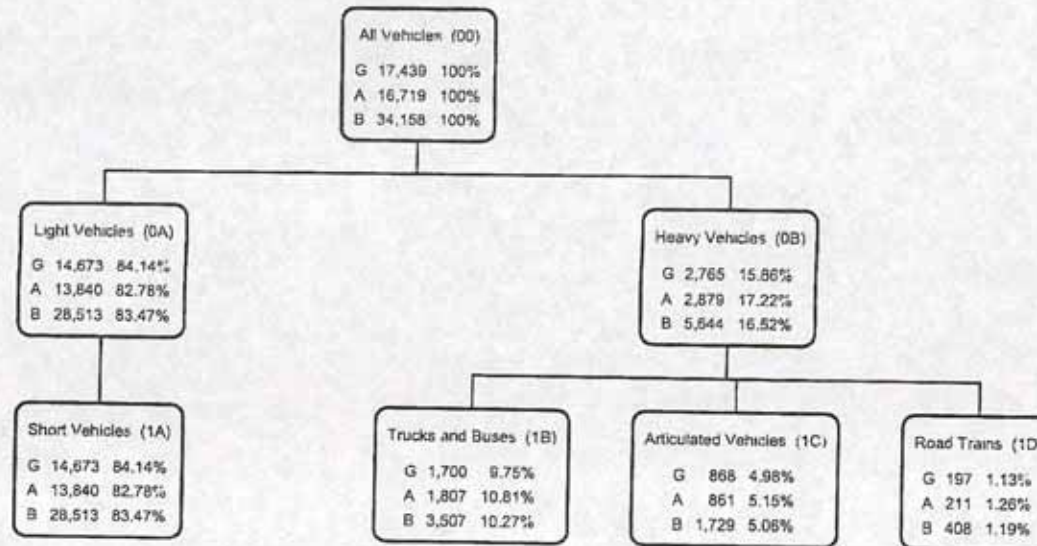 All Vehicles (00)
G 17,439 100%
A 16,719 100%
B 34,158 100%
Light Vehicles (0A)
G 14,673 84.14%
A 13,840 82.78%
B 28,513 83.47%
Heavy Vehicles (0B)
G 2,765 15.86%
A 2,879 17.22%
B 5,644 16.52%
Short Vehicles (1A)
G 14,673 84.14%
A 13,840 82.78%
B 28,513 83.47%
Trucks and Buses (1B)
G 1,700 9.75%
A 1,807 10.81%
B 3,507 10.27%
Articulated Vehicles (1C)
G 868 4.98%
A 861 5.15%
B 1,729 5.06%
Road Trains (1D
G 197 1.13%
A 211 1.26%
B 408 1.19%